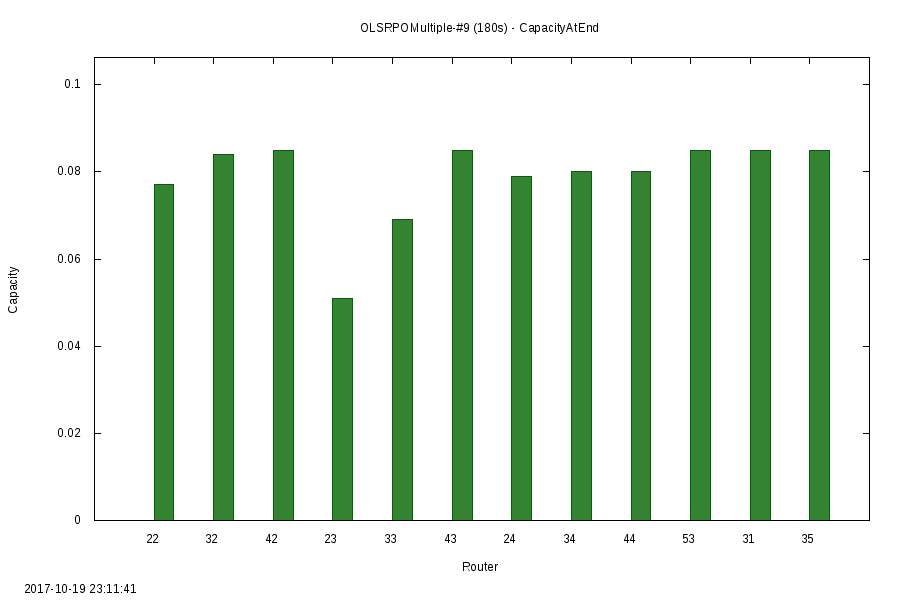 OLSRPOMultiple-#9 (180s) - CapacityAtEnd
0.1
0.08
0.06
0.04
0.02
0
Capacity
22 32 42 23 33 43 24 34 44 53 31 35
Router
2017-10-19 23:11:41